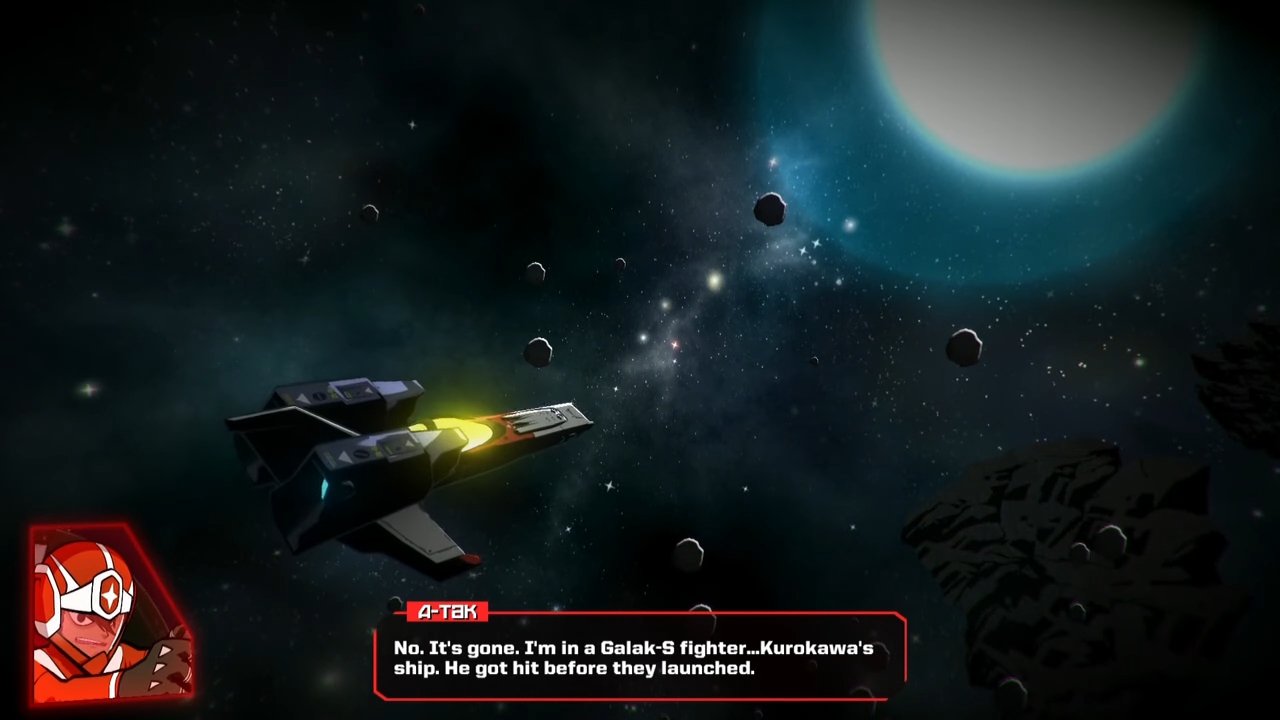 A-TAK
No. It's gone. I'm in a Galak-S fighter...Kurokawa's
ship. He got hit before they launched.